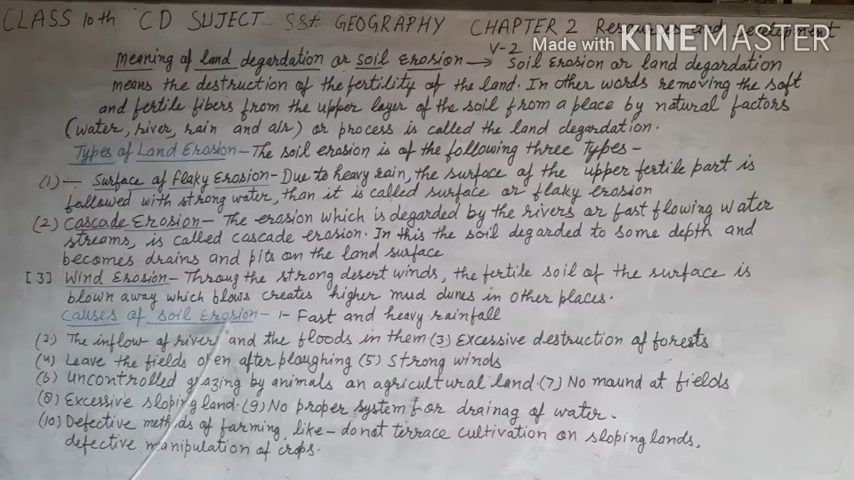 CLASS 10th CD SUJECT SSt GEOGRAPHY CHAPTER 2 Resources and development
V-2 Made with KINEMASTER
meaning of land degardation or soil Erosion → Soil Erosion or land degardation
means the destruction of the fertility of the land. In other words removing the soft
and fertile fibers from the upper layer of the soil from a place by natural factors
(water, river, rain and air) or process is called the land degardation.
Types of Land Erosion - The soil erosion is of the following three types -
(1) - Surface of flaky Erosion - Due to heavy rain, the surface of the upper fertile part is
followed with strong water, than it is called surface or flaky erosion
(2) Cascade Erosion - The erosion which is degarded by the rivers or fast flowing water
streams, is called cascade erosion. In this the soil degarded to some depth and
becomes drains and pits on the land surface
[3] Wind Erosion - Throug the strong desert winds, the fertile soil of the surface is
blown away which blows creates higher mud dunes in other places.
Causes of Soil Erosion - 1- Fast and heavy rainfall
(2) The inflow of river and the floods in them (3) Excessive destruction of forests
(4) Leave the fields open after ploughing (5) Strong winds
(6) Uncontrolled grazing by animals an agricultural land. (7) No maund at fields
(8) Excessive sloping land. (9) No proper system for drainag of water.
(10) Defective methods of farming, like - do not terrace cultivation on sloping lands,
defective manipulation of crops.